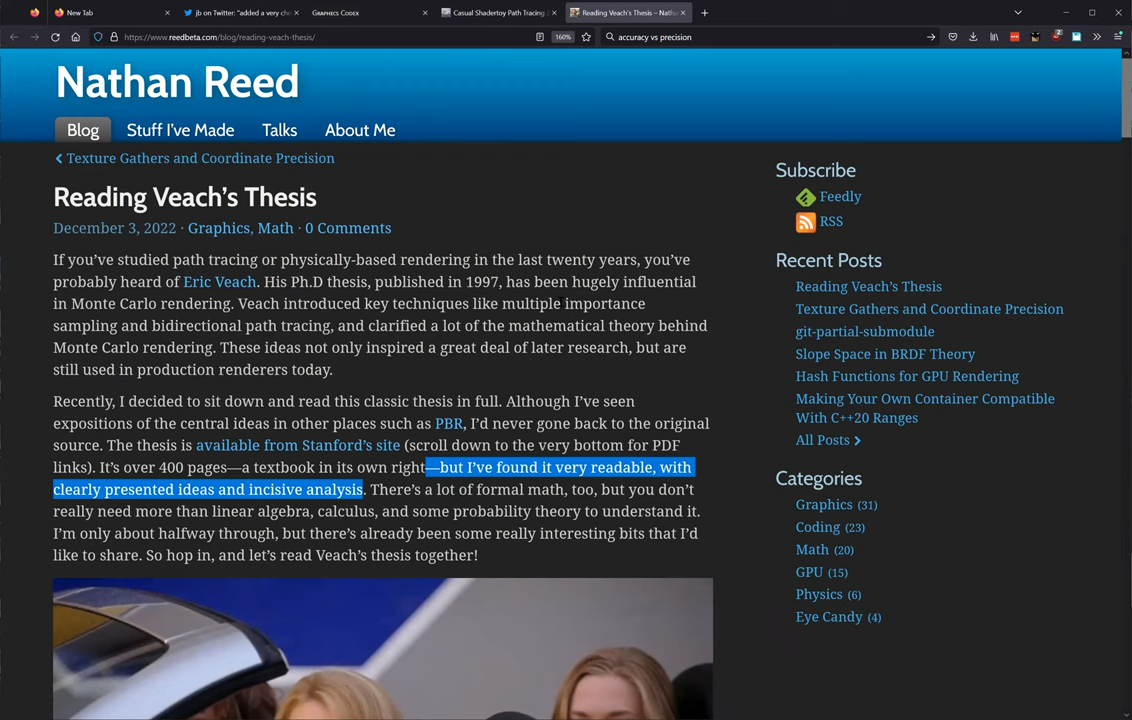 New Tab
jb on Twitter: "added a very che
GRAPHICS CODEX
Casual Shadertoy Path Tracing 2
Reading Veach's Thesis – Nath
https://www.reedbeta.com/blog/reading-veach-thesis/
160%
accuracy vs precision
Nathan Reed
Blog
Stuff I've Made
Talks
About Me
Texture Gathers and Coordinate Precision
Reading Veach's Thesis
December 3, 2022 · Graphics, Math · 0 Comments
If you've studied path tracing or physically-based rendering in the last twenty years, you've
probably heard of Eric Veach. His Ph.D thesis, published in 1997, has been hugely influential
in Monte Carlo rendering. Veach introduced key techniques like multiple importance
sampling and bidirectional path tracing, and clarified a lot of the mathematical theory behind
Monte Carlo rendering. These ideas not only inspired a great deal of later research, but are
still used in production renderers today.
Recently, I decided to sit down and read this classic thesis in full. Although I've seen
expositions of the central ideas in other places such as PBR, I'd never gone back to the original
source. The thesis is available from Stanford's site (scroll down to the very bottom for PDF
links). It's over 400 pages—a textbook in its own right—but I've found it very readable, with
clearly presented ideas and incisive analysis. There's a lot of formal math, too, but you don't
really need more than linear algebra, calculus, and some probability theory to understand it.
I'm only about halfway through, but there's already been some really interesting bits that I'd
like to share. So hop in, and let's read Veach's thesis together!
Subscribe
Feedly
RSS
Recent Posts
Reading Veach's Thesis
Texture Gathers and Coordinate Precision
git-partial-submodule
Slope Space in BRDF Theory
Hash Functions for GPU Rendering
Making Your Own Container Compatible
With C++20 Ranges
All Posts
Categories
Graphics (31)
Coding (23)
Math (20)
GPU (15)
Physics (6)
Eye Candy (4)